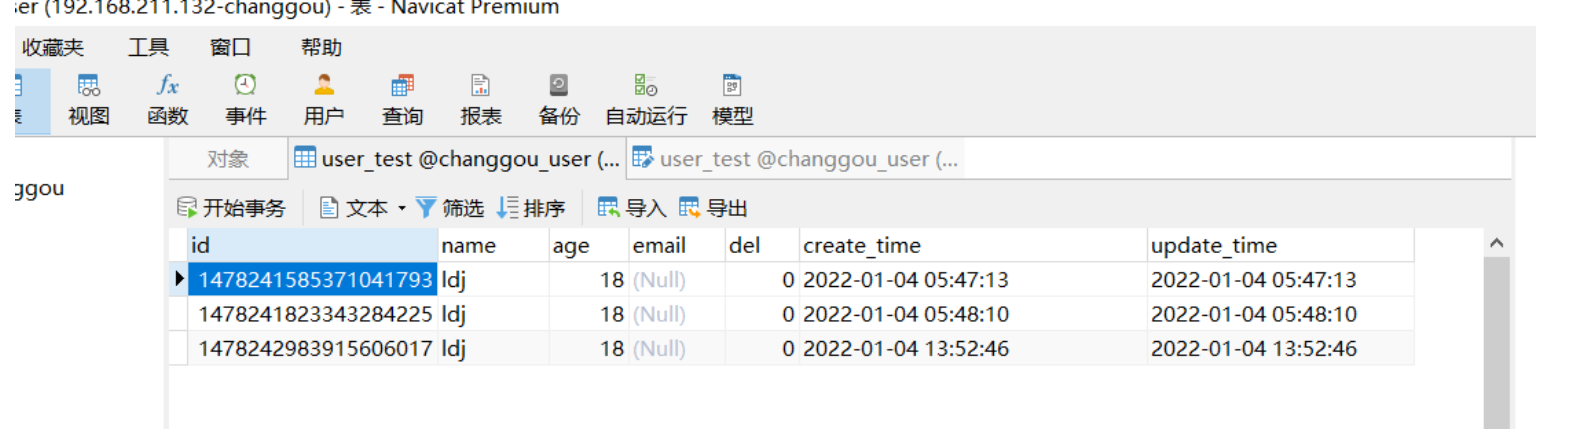 ser (192.168.211.132-changgou) - 表 - Navicat Premium
收藏夹 工具 窗口 帮助
表 视图 函数 事件 用户 查询 报表 备份 自动运行 模型
对象 user_test @changgou_user (... user_test @changgou_user (...
ggou
开始事务 文本 筛选 排序 导入 导出
id name age email del create_time update_time
1478241585371041793 ldj 18 (Null) 0 2022-01-04 05:47:13 2022-01-04 05:47:13
1478241823343284225 ldj 18 (Null) 0 2022-01-04 05:48:10 2022-01-04 05:48:10
1478242983915606017 ldj 18 (Null) 0 2022-01-04 13:52:46 2022-01-04 13:52:46